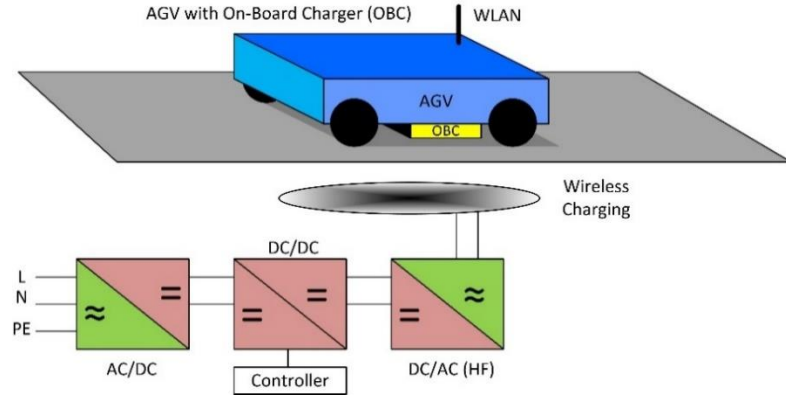 AGV with On-Board Charger (OBC)
WLAN
AGV
OBC
Wireless
Charging
DC/DC
L
N
PE
≈
=
=
=
=
≈
AC/DC
Controller
DC/AC (HF)